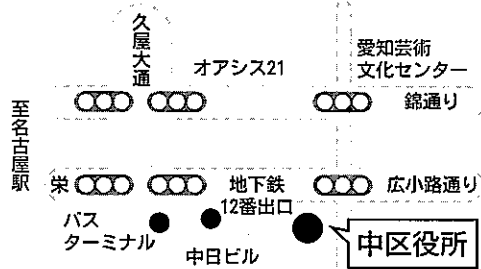 久屋大通
オアシス21
愛知芸術
文化センター
錦通り
至名古屋駅
栄
地下鉄
12番出口
広小路通り
バス
ターミナル
中日ビル
中区役所